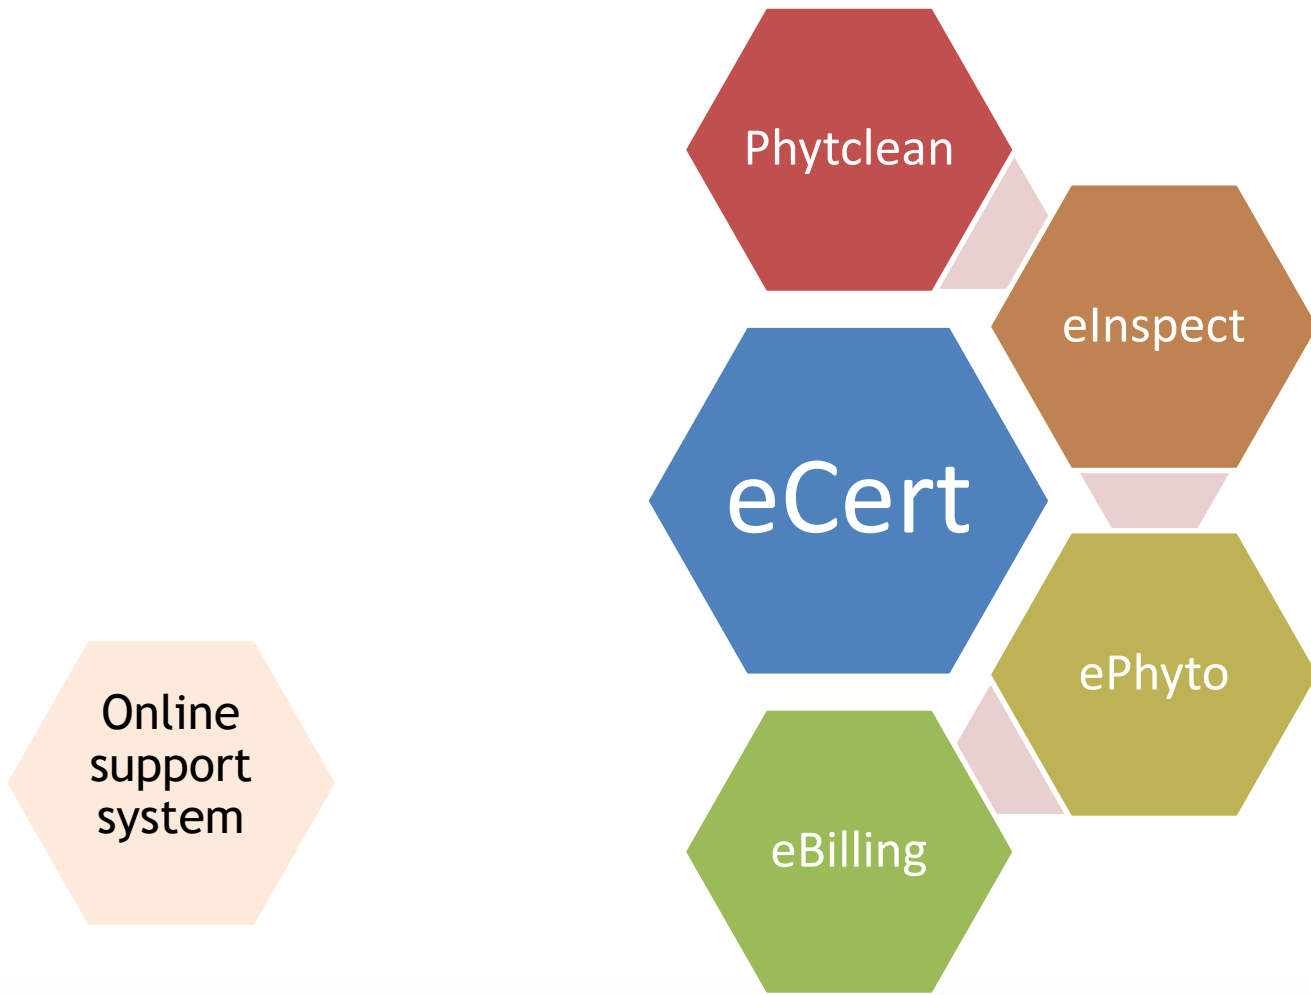 Phytclean
eInspect
eCert
ePhyto
Online
support
system
eBilling